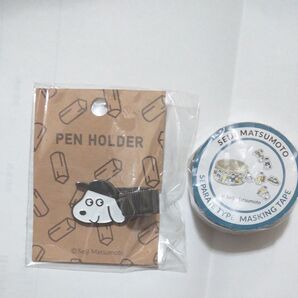 PEN HOLDER
© Seiji Matsumoto
SEIJI MATSUMOTO
© Seiji Matsumoto
SEPARATE TYPE MASKING TAPE